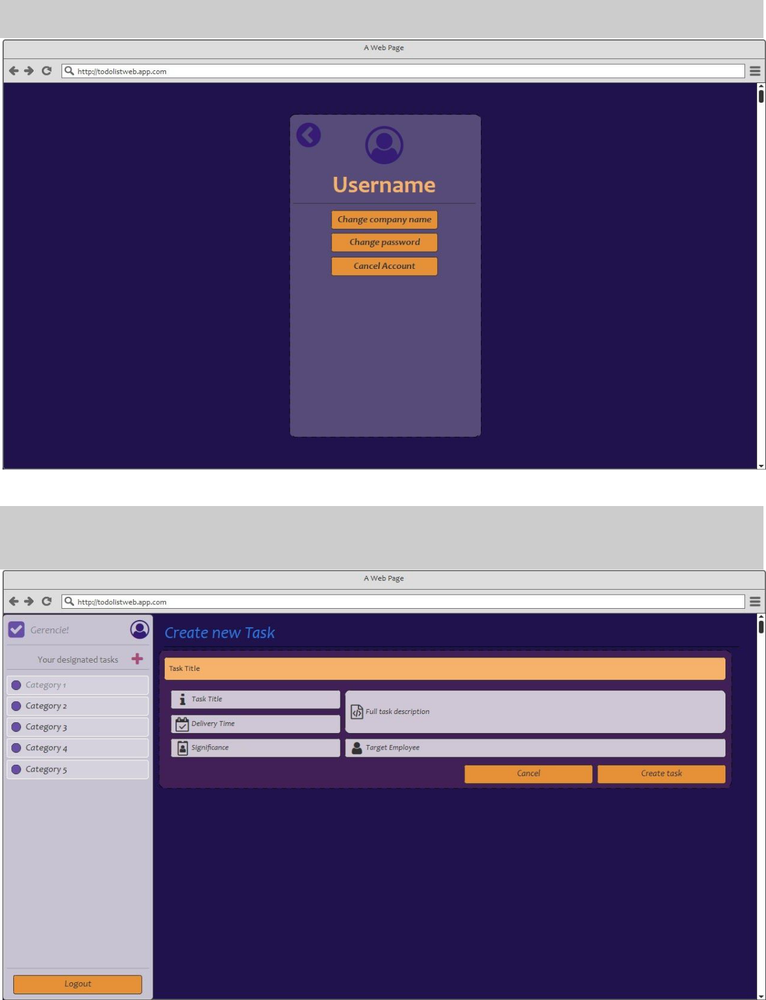 A Web Page
http://todolistweb.app.com
Username
Change company name
Change password
Cancel Account
A Web Page
http://todolistweb.app.com
Gerencie!
Create new Task
Your designated tasks
Task Title
Category 1
Category 2
Category 3
Category 4
Category 5
Task Title
Full task description
Delivery Time
Significance
Target Employee
Cancel
Create task
Logout